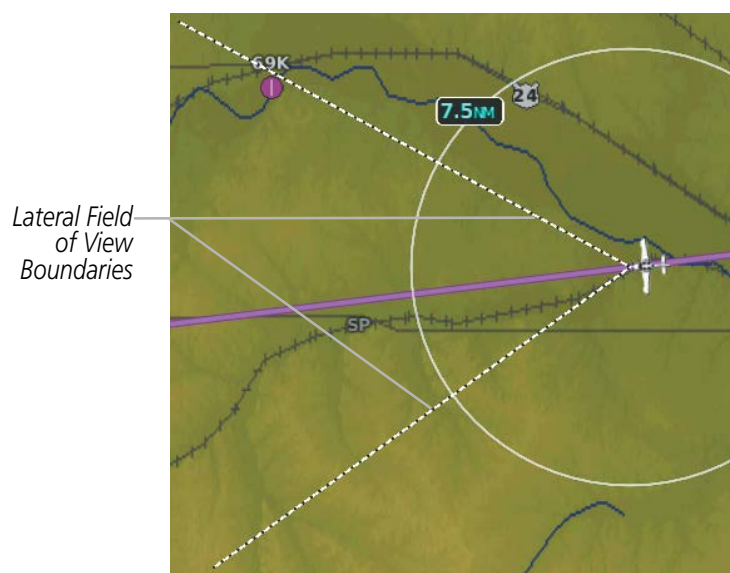 69K
24
7.5NM
Lateral Field
of View
Boundaries
SP